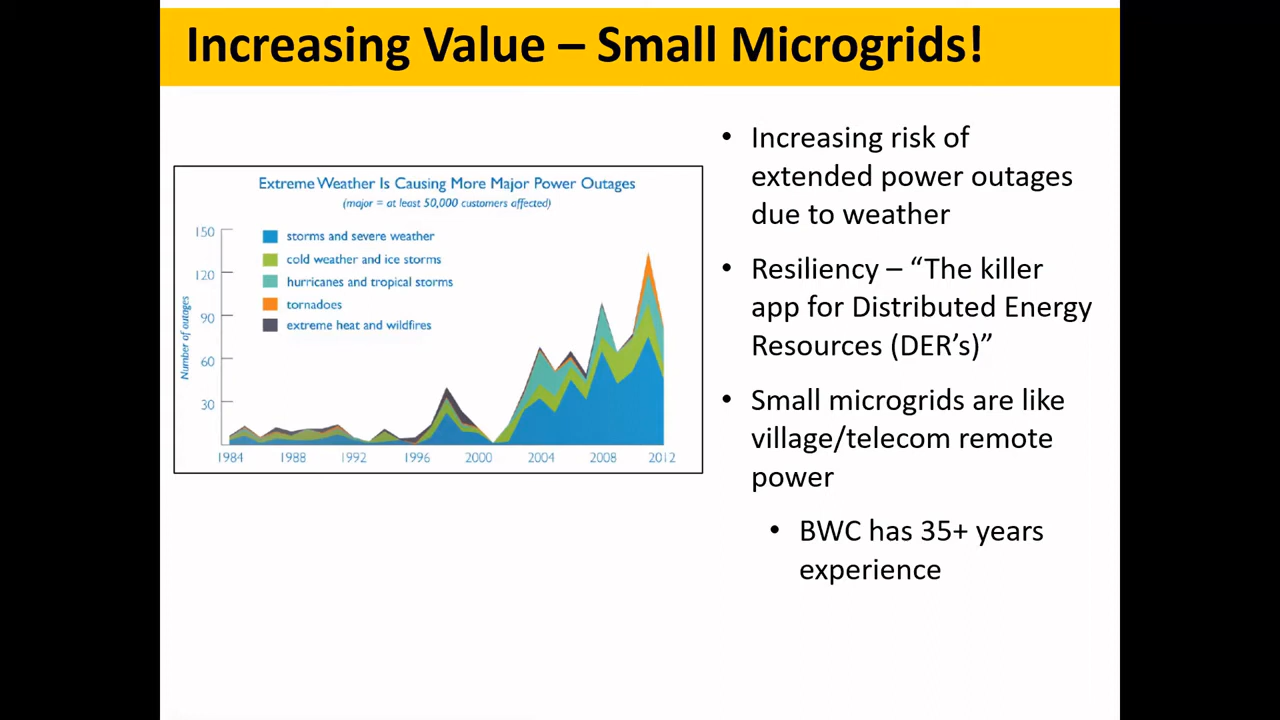 Increasing Value – Small Microgrids!
Extreme Weather Is Causing More Major Power Outages
(major = at least 50,000 customers affected)
150
120
90
60
30
Number of outages
storms and severe weather
cold weather and ice storms
hurricanes and tropical storms
tornadoes
extreme heat and wildfires
1984 1988 1992 1996 2000 2004 2008 2012
• Increasing risk of
extended power outages
due to weather
• Resiliency – “The killer
app for Distributed Energy
Resources (DER’s)”
• Small microgrids are like
village/telecom remote
power
• BWC has 35+ years
experience